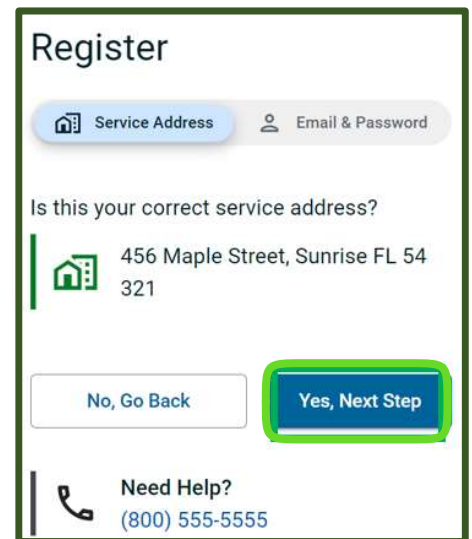 Register
Service Address Email & Password
Is this your correct service address?
456 Maple Street, Sunrise FL 54
321
No, Go Back Yes, Next Step
Need Help?
(800) 555-5555